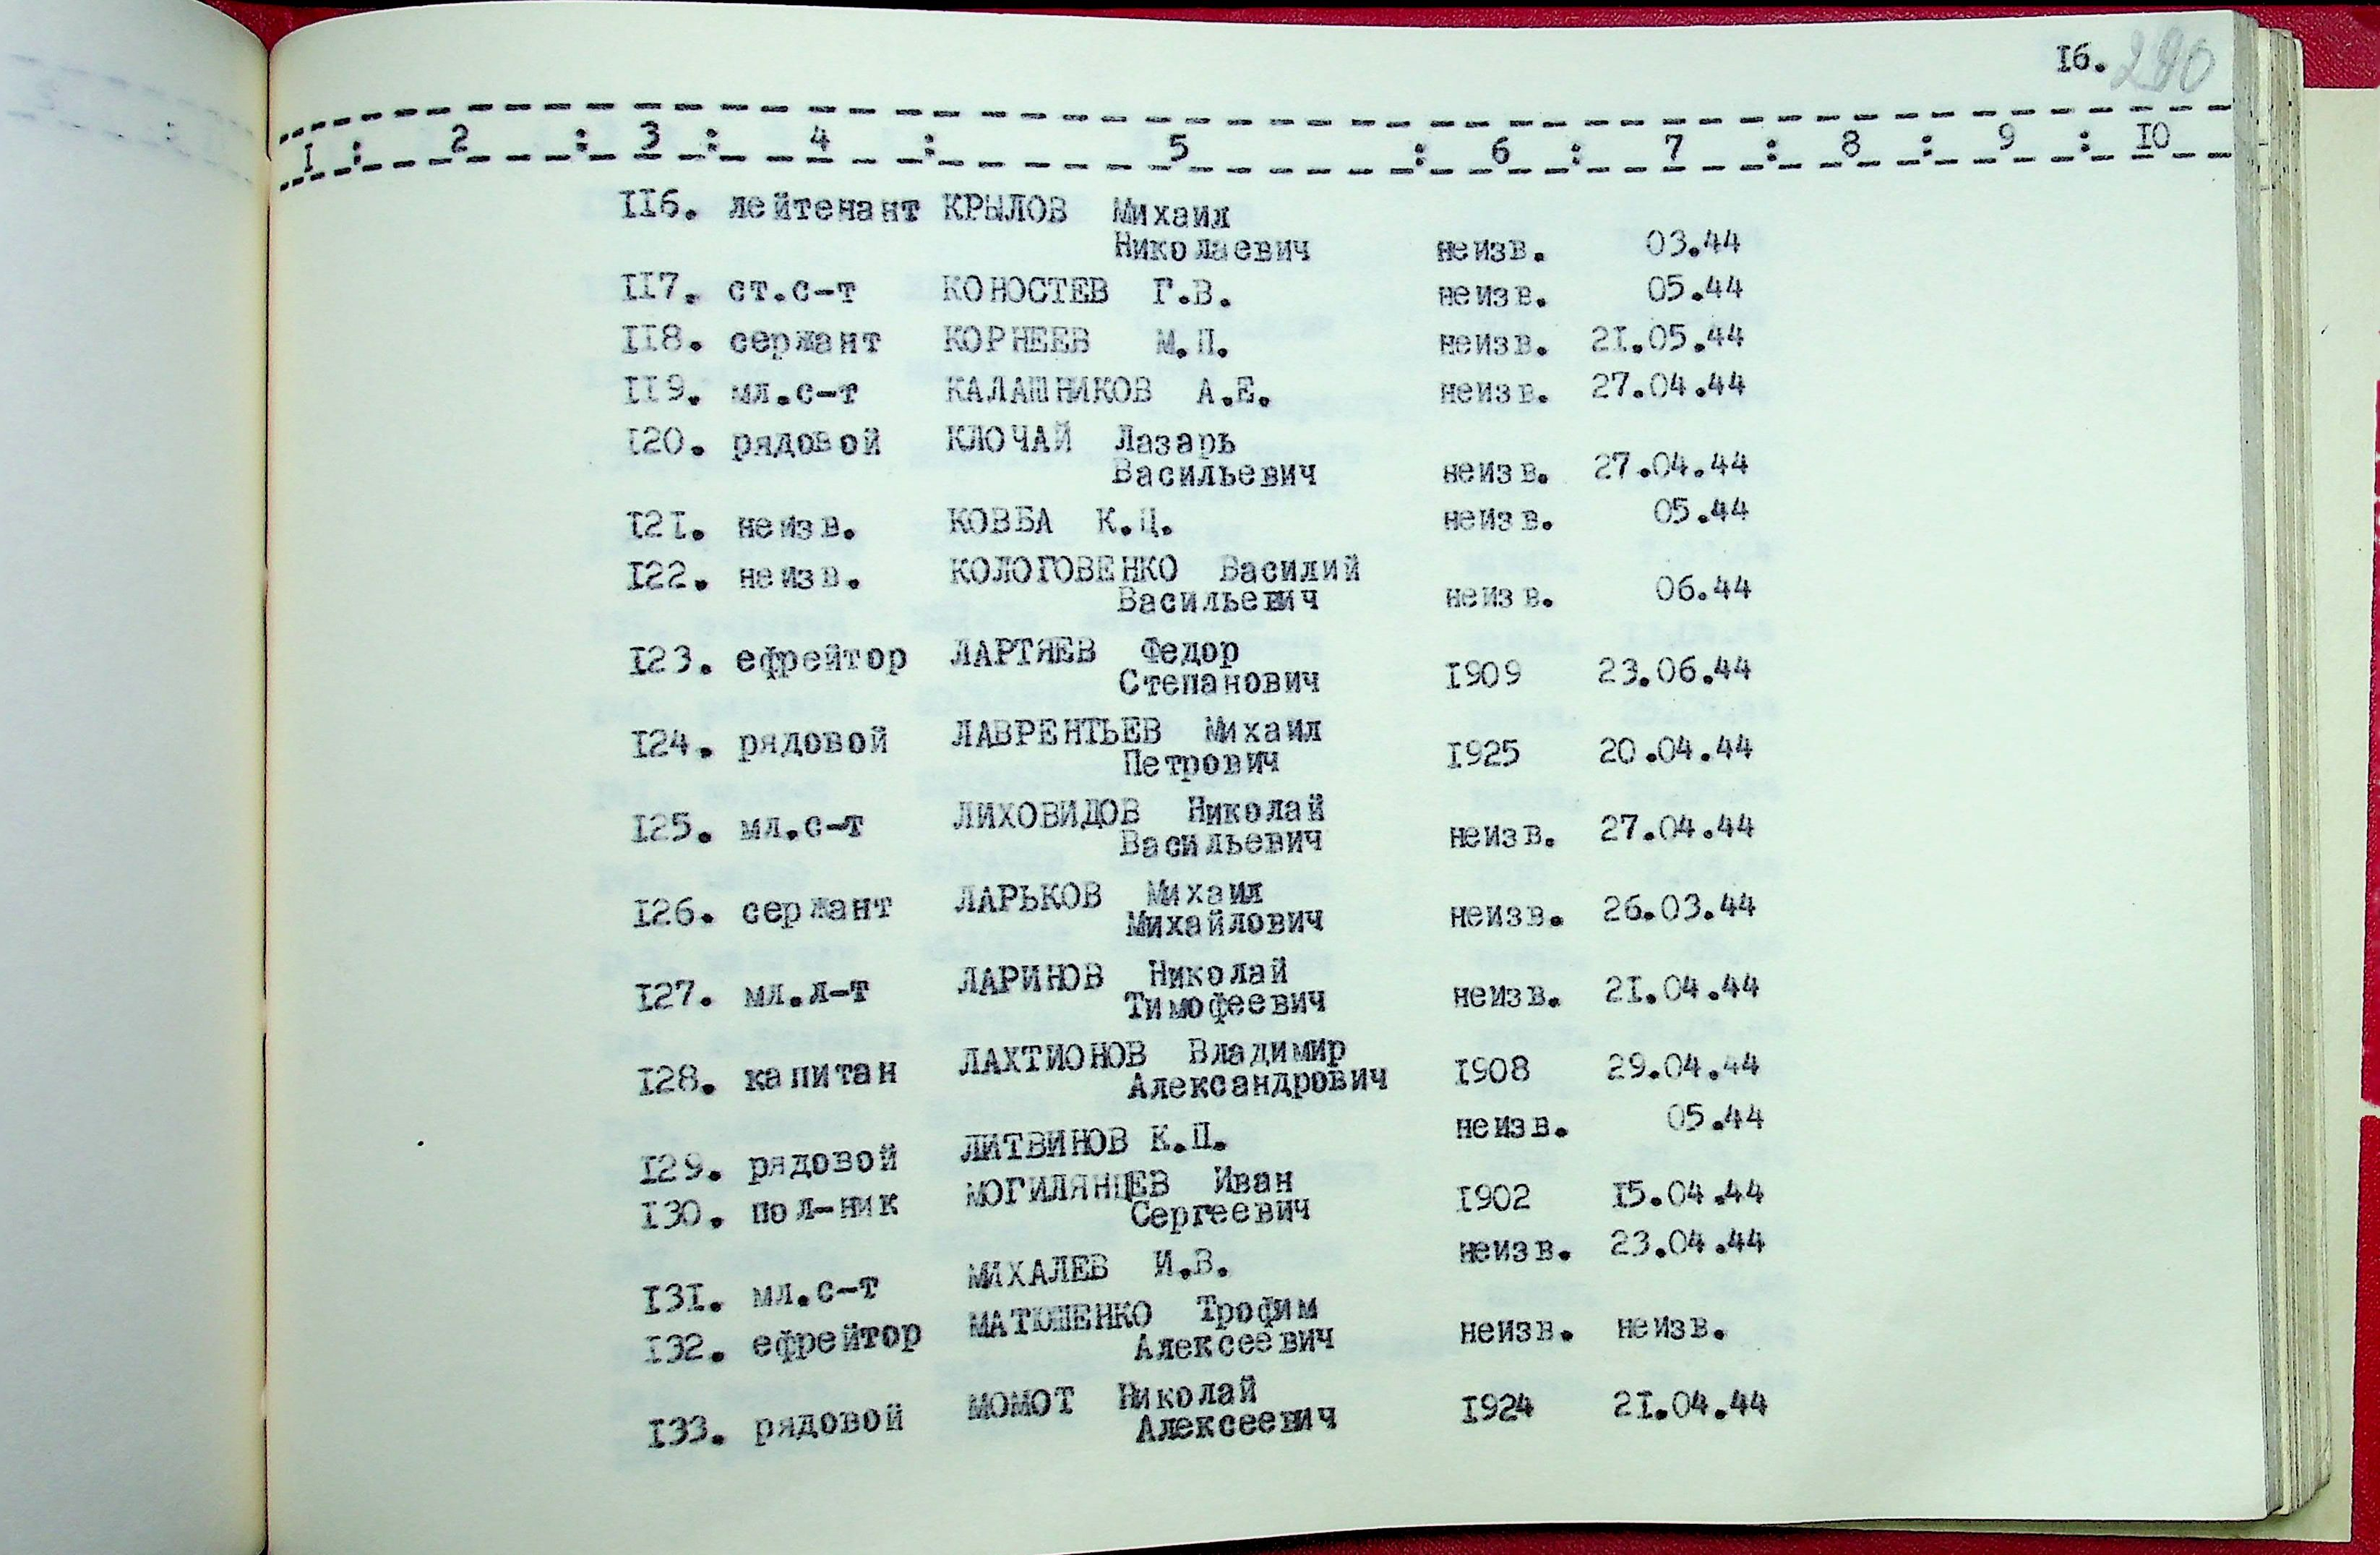 16. 290
1 : 2 : 3 : 4 : 5 : 6 : 7 : 8 : 9 : 10
116. лейтенант КРЫЛОВ Михаил
Николаевич неизв. 03.44
117. ст.с-т КОНОСТЕВ Г.В. неизв. 05.44
118. сержант КОРНЕЕВ М.П. неизв. 21.05.44
119. мл.с-т КАЛАШНИКОВ А.Е. неизв. 27.04.44
120. рядовой КЛОЧАЙ Лазарь
Васильевич неизв. 27.04.44
121. неизв. КОВБА К.Ц. неизв. 05.44
122. неизв. КОЛОГОВЕНКО Василий
Васильевич неизв. 06.44
123. ефрейтор ЛАРТЯЕВ Федор
Степанович 1909 23.06.44
124. рядовой ЛАВРЕНТЬЕВ Михаил
Петрович 1925 20.04.44
125. мл.с-т ЛИХОВИДОВ Николай
Васильевич неизв. 27.04.44
126. сержант ЛАРЬКОВ Михаил
Михайлович неизв. 26.03.44
127. мл.л-т ЛАРИНОВ Николай
Тимофеевич неизв. 21.04.44
128. капитан ЛАХТИОНОВ Владимир
Александрович 1908 29.04.44
129. рядовой ЛИТВИНОВ К.П. неизв. 05.44
130. пол-ник МОГИЛЯНЦЕВ Иван
Сергеевич 1902 15.04.44
131. мл.с-т МИХАЛЕВ И.В. неизв. 23.04.44
132. ефрейтор МАТЮШЕНКО Трофим
Алексеевич неизв. неизв.
133. рядовой МОМОТ Николай
Алексеевич 1924 21.04.44